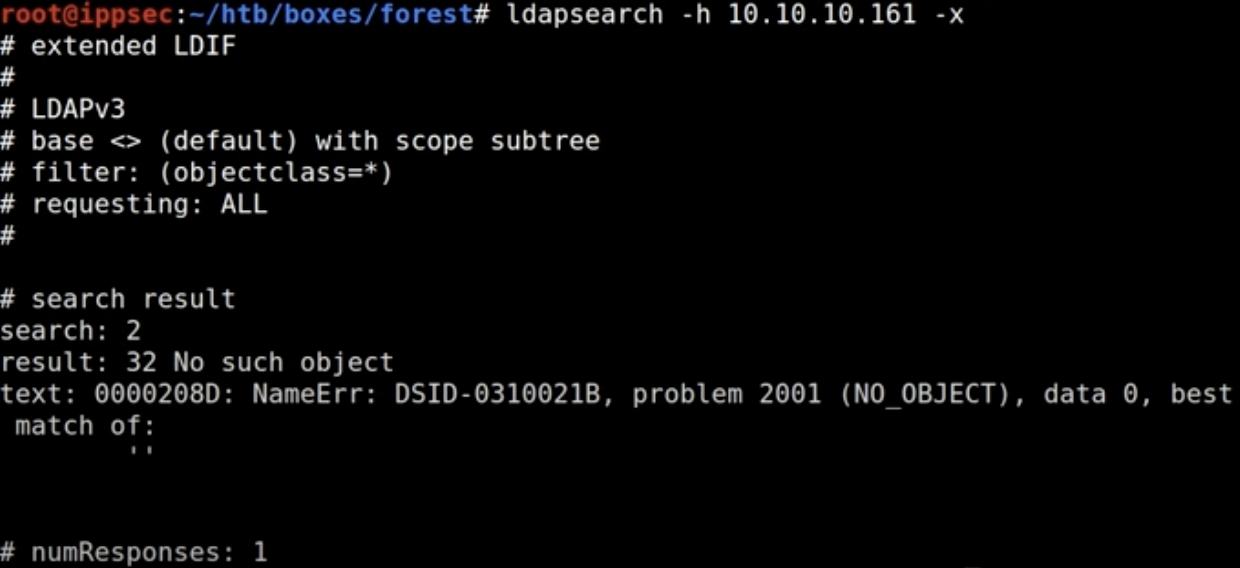 root@ippsec:~/htb/boxes/forest# ldapsearch -h 10.10.10.161 -x
# extended LDIF
#
# LDAPv3
# base <> (default) with scope subtree
# filter: (objectclass=*)
# requesting: ALL
#
# search result
search: 2
result: 32 No such object
text: 0000208D: NameErr: DSID-0310021B, problem 2001 (NO_OBJECT), data 0, best
 match of:
        ''
# numResponses: 1